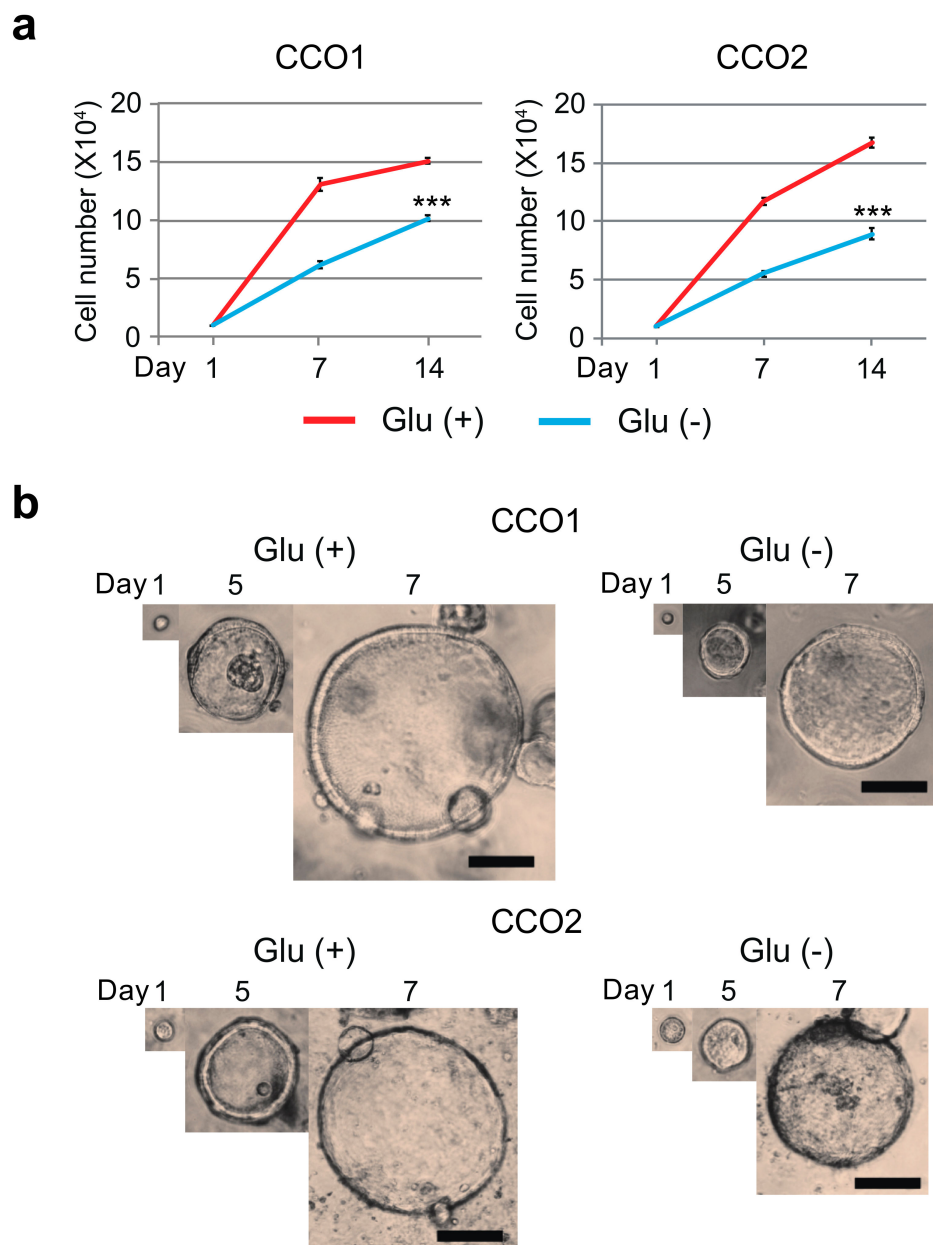 a
CCO1
CCO2
Cell number (X10⁴)
20
15
10
5
0
***
Day 1 7 14
Cell number (X10⁴)
20
15
10
5
0
***
Day 1 7 14
Glu (+) Glu (-)
b
CCO1
Glu (+)
Day 1 5 7
Glu (-)
Day 1 5 7
CCO2
Glu (+)
Day 1 5 7
Glu (-)
Day 1 5 7